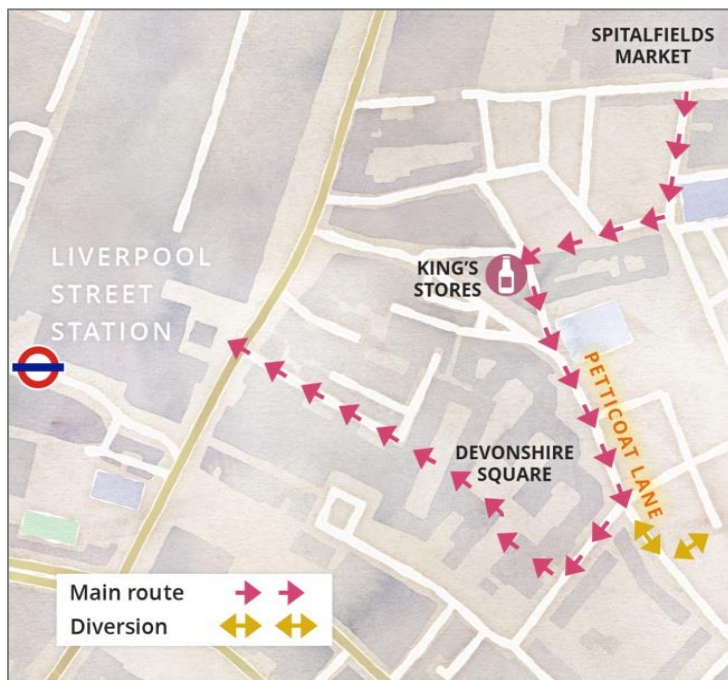 SPITALFIELDS
MARKET
LIVERPOOL
STREET
STATION
KING'S
STORES
PETTICOAT LANE
DEVONSHIRE
SQUARE
Main route
Diversion